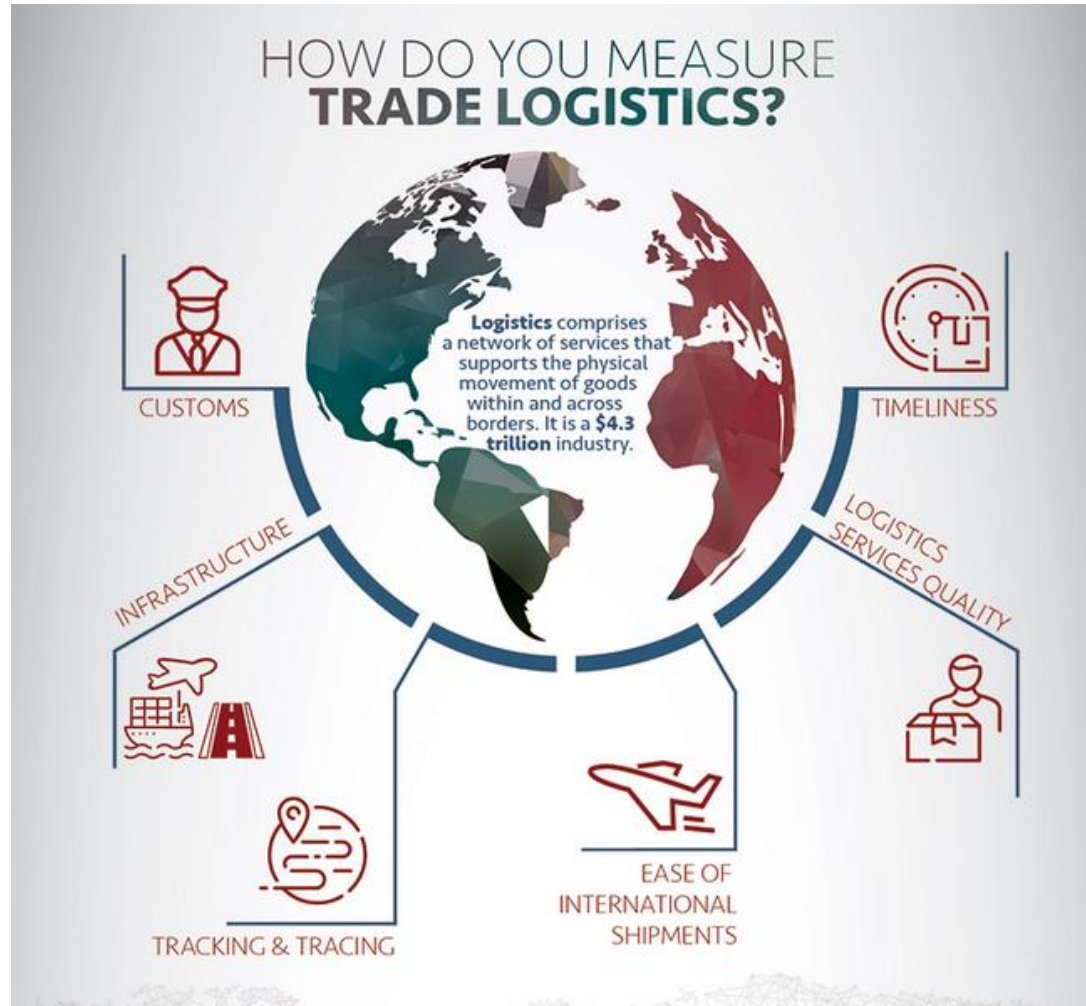 HOW DO YOU MEASURE
TRADE LOGISTICS?
Logistics comprises
a network of services that
supports the physical
movement of goods
within and across
borders. It is a $4.3
trillion industry.
CUSTOMS
TIMELINESS
INFRASTRUCTURE
LOGISTICS
SERVICES QUALITY
TRACKING & TRACING
EASE OF
INTERNATIONAL
SHIPMENTS